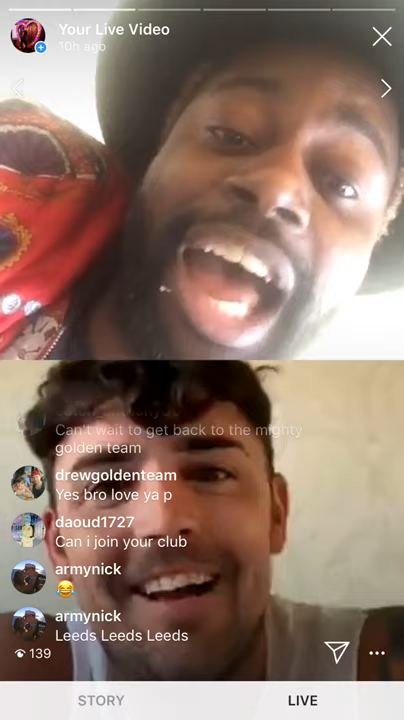 Your Live Video
10h ago
Can't wait to get back to the mighty
golden team
drewgoldenteam
Yes bro love ya p
daoud1727
Can i join your club
armynick
😂
armynick
Leeds Leeds Leeds
139
STORY
LIVE